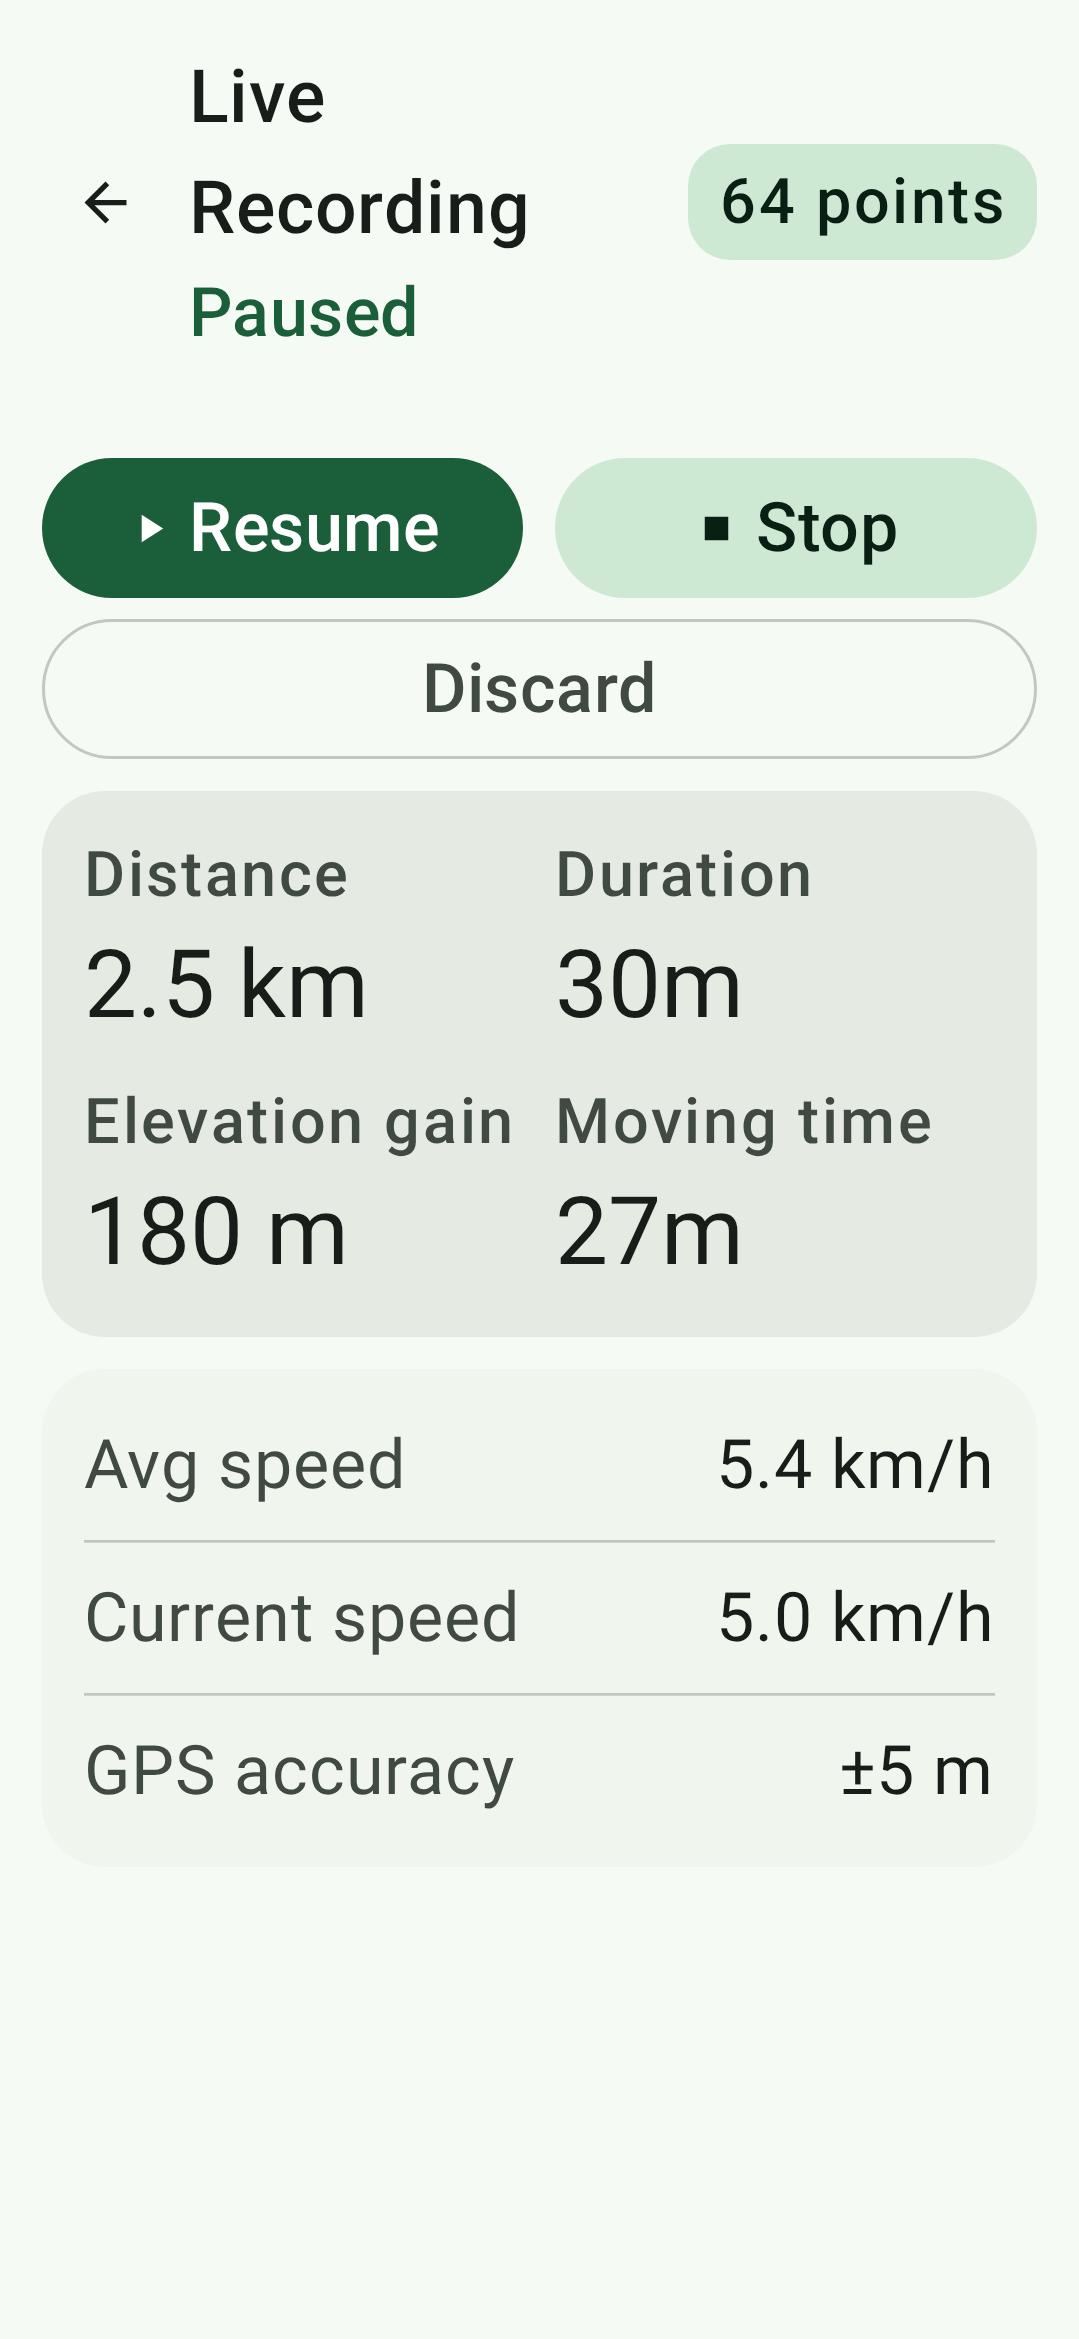 Live
Recording
Paused
64 points
Resume
Stop
Discard
Distance
Duration
2.5 km
30m
Elevation gain
Moving time
180 m
27m
Avg speed
5.4 km/h
Current speed
5.0 km/h
GPS accuracy
±5 m